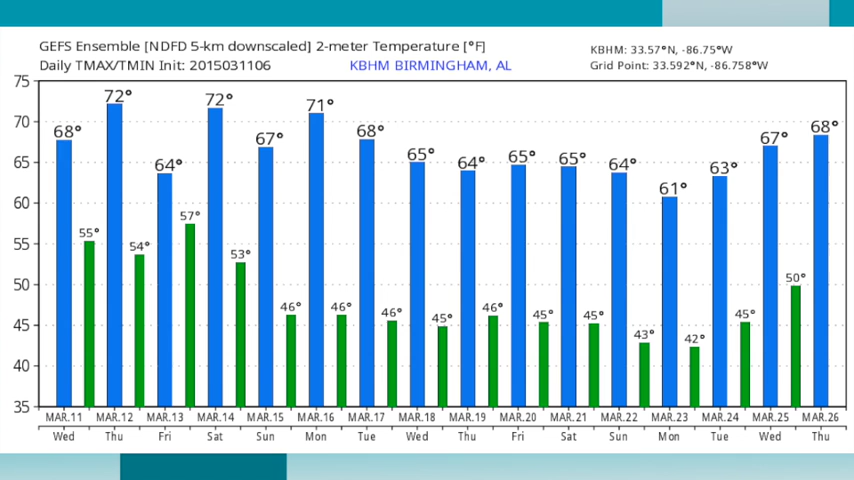 GEFS Ensemble [NDFD 5-km downscaled] 2-meter Temperature [°F]
KBHM: 33.57°N, -86.75°W
Daily TMAX/TMIN Init: 2015031106
KBHM BIRMINGHAM, AL
Grid Point: 33.592°N, -86.758°W
75
70
65
60
55
50
45
40
35
68° 72° 64° 72° 67° 71° 68° 65° 64° 65° 65° 64° 61° 63° 67° 68°
55° 54° 57° 53° 46° 46° 46° 45° 46° 45° 45° 43° 42° 45° 50°
MAR.11 MAR.12 MAR.13 MAR.14 MAR.15 MAR.16 MAR.17 MAR.18 MAR.19 MAR.20 MAR.21 MAR.22 MAR.23 MAR.24 MAR.25 MAR.26
Wed Thu Fri Sat Sun Mon Tue Wed Thu Fri Sat Sun Mon Tue Wed Thu